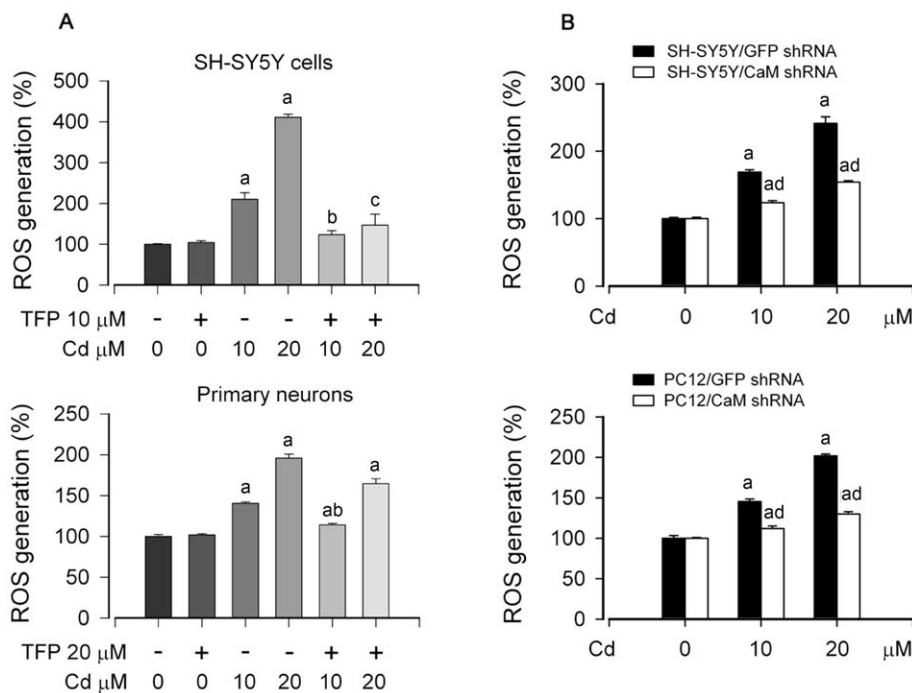 A
SH-SY5Y cells
ROS generation (%)
500
400
300
200
100
0
a
a
b
c
TFP 10 μM - + - - + +
Cd μM 0 0 10 20 10 20
Primary neurons
ROS generation (%)
250
200
150
100
50
0
a
a
ab
a
TFP 20 μM - + - - + +
Cd μM 0 0 10 20 10 20
B
SH-SY5Y/GFP shRNA
SH-SY5Y/CaM shRNA
ROS generation (%)
300
250
200
150
100
50
0
a
ad
a
ad
Cd 0 10 20 μM
PC12/GFP shRNA
PC12/CaM shRNA
ROS generation (%)
250
200
150
100
50
0
a
ad
a
ad
Cd 0 10 20 μM